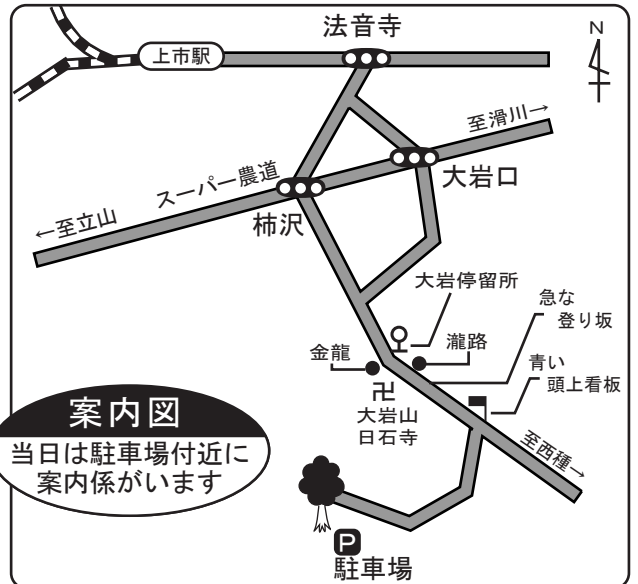 法音寺
上市駅
N
至滑川→
大岩口
スーパー農道
←至立山
柿沢
大岩停留所
急な
登り坂
金龍
瀧路
青い
頭上看板
卍
大岩山
日石寺
至西種→
案内図
当日は駐車場付近に
案内係がいます
P
駐車場